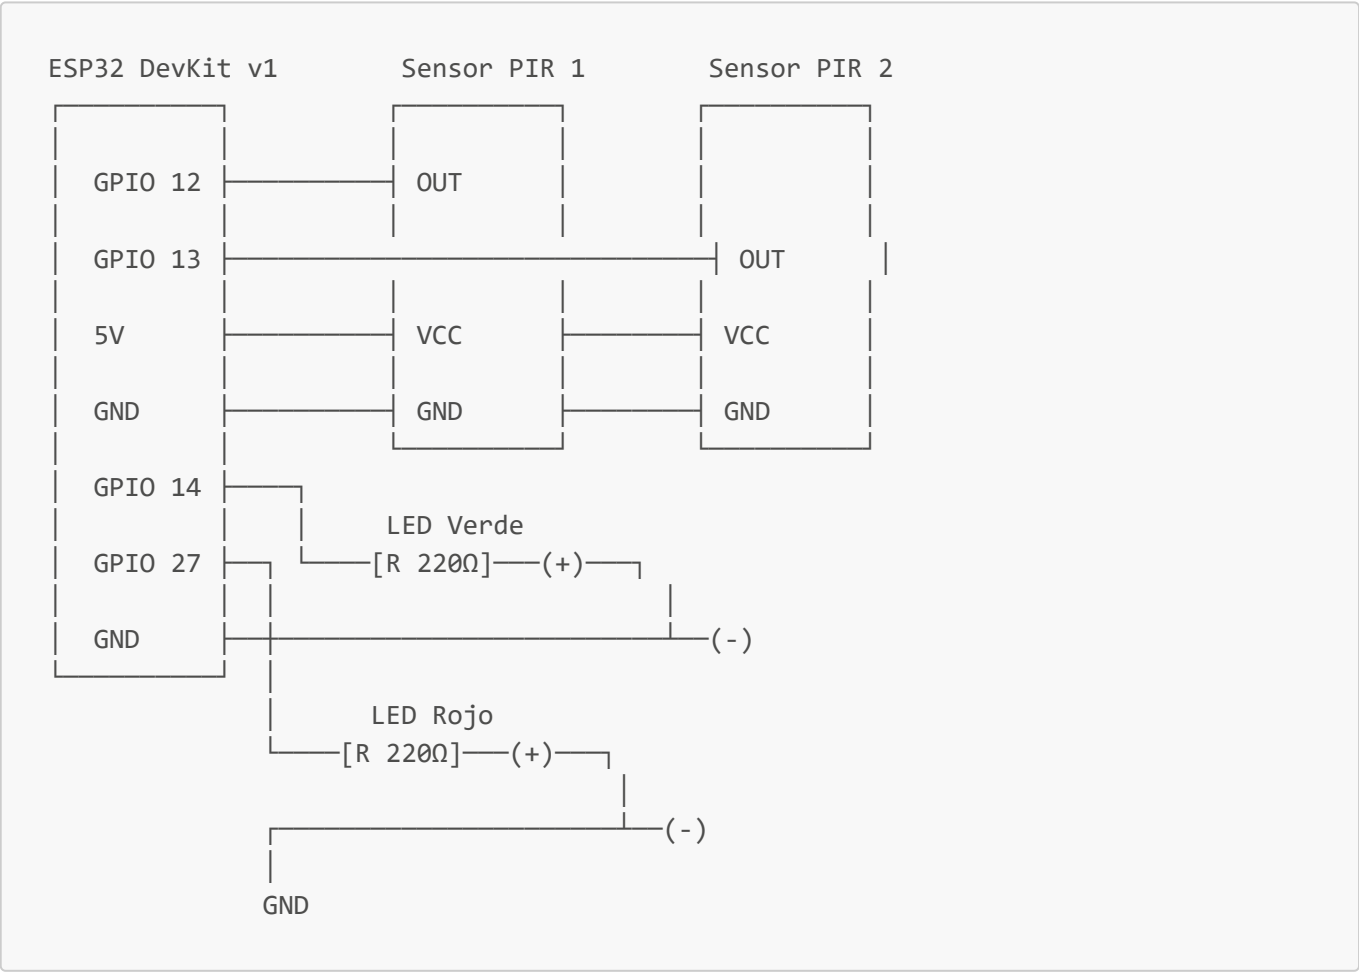 ESP32 DevKit v1 Sensor PIR 1 Sensor PIR 2
GPIO 12 OUT
GPIO 13 OUT
5V VCC VCC
GND GND GND
GPIO 14
LED Verde
GPIO 27 [R 220Ω] (+)
GND (-)
LED Rojo
[R 220Ω] (+)
(-)
GND